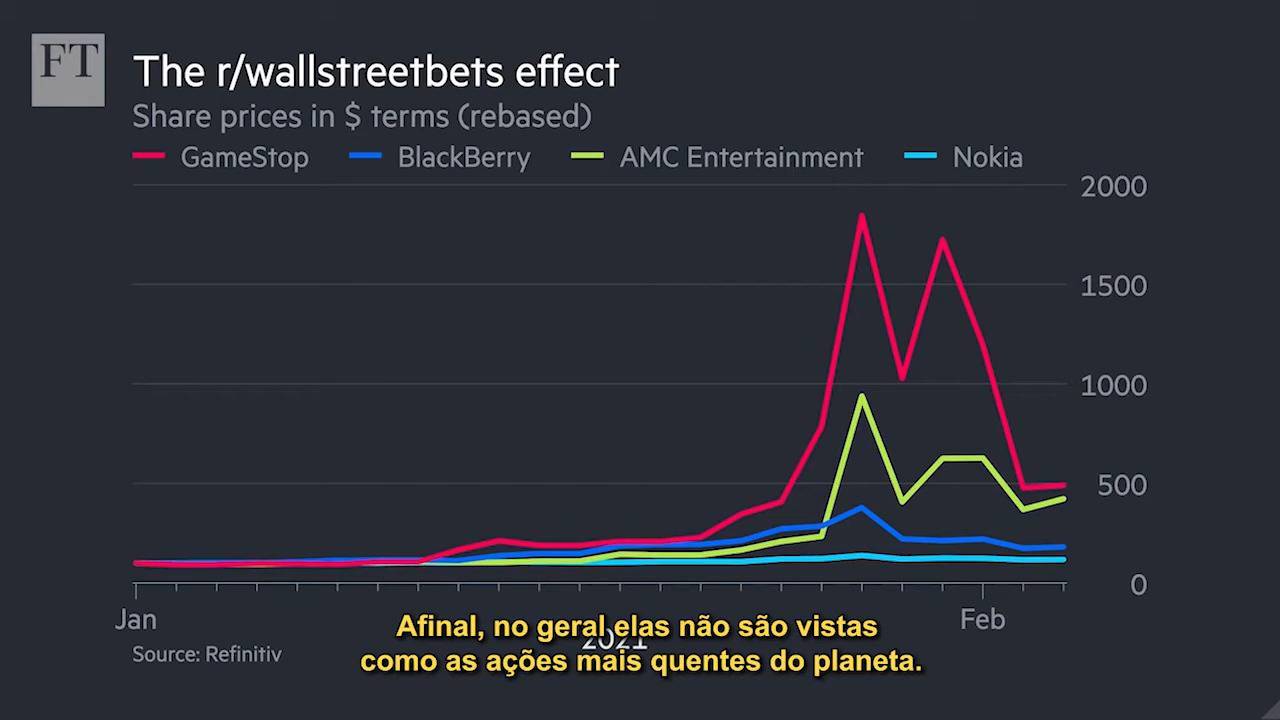 FT
The r/wallstreetbets effect
Share prices in $ terms (rebased)
GameStop BlackBerry AMC Entertainment Nokia
2000
1500
1000
500
0
Jan Feb
2021
Source: Refinitiv
Afinal, no geral elas não são vistas
como as ações mais quentes do planeta.